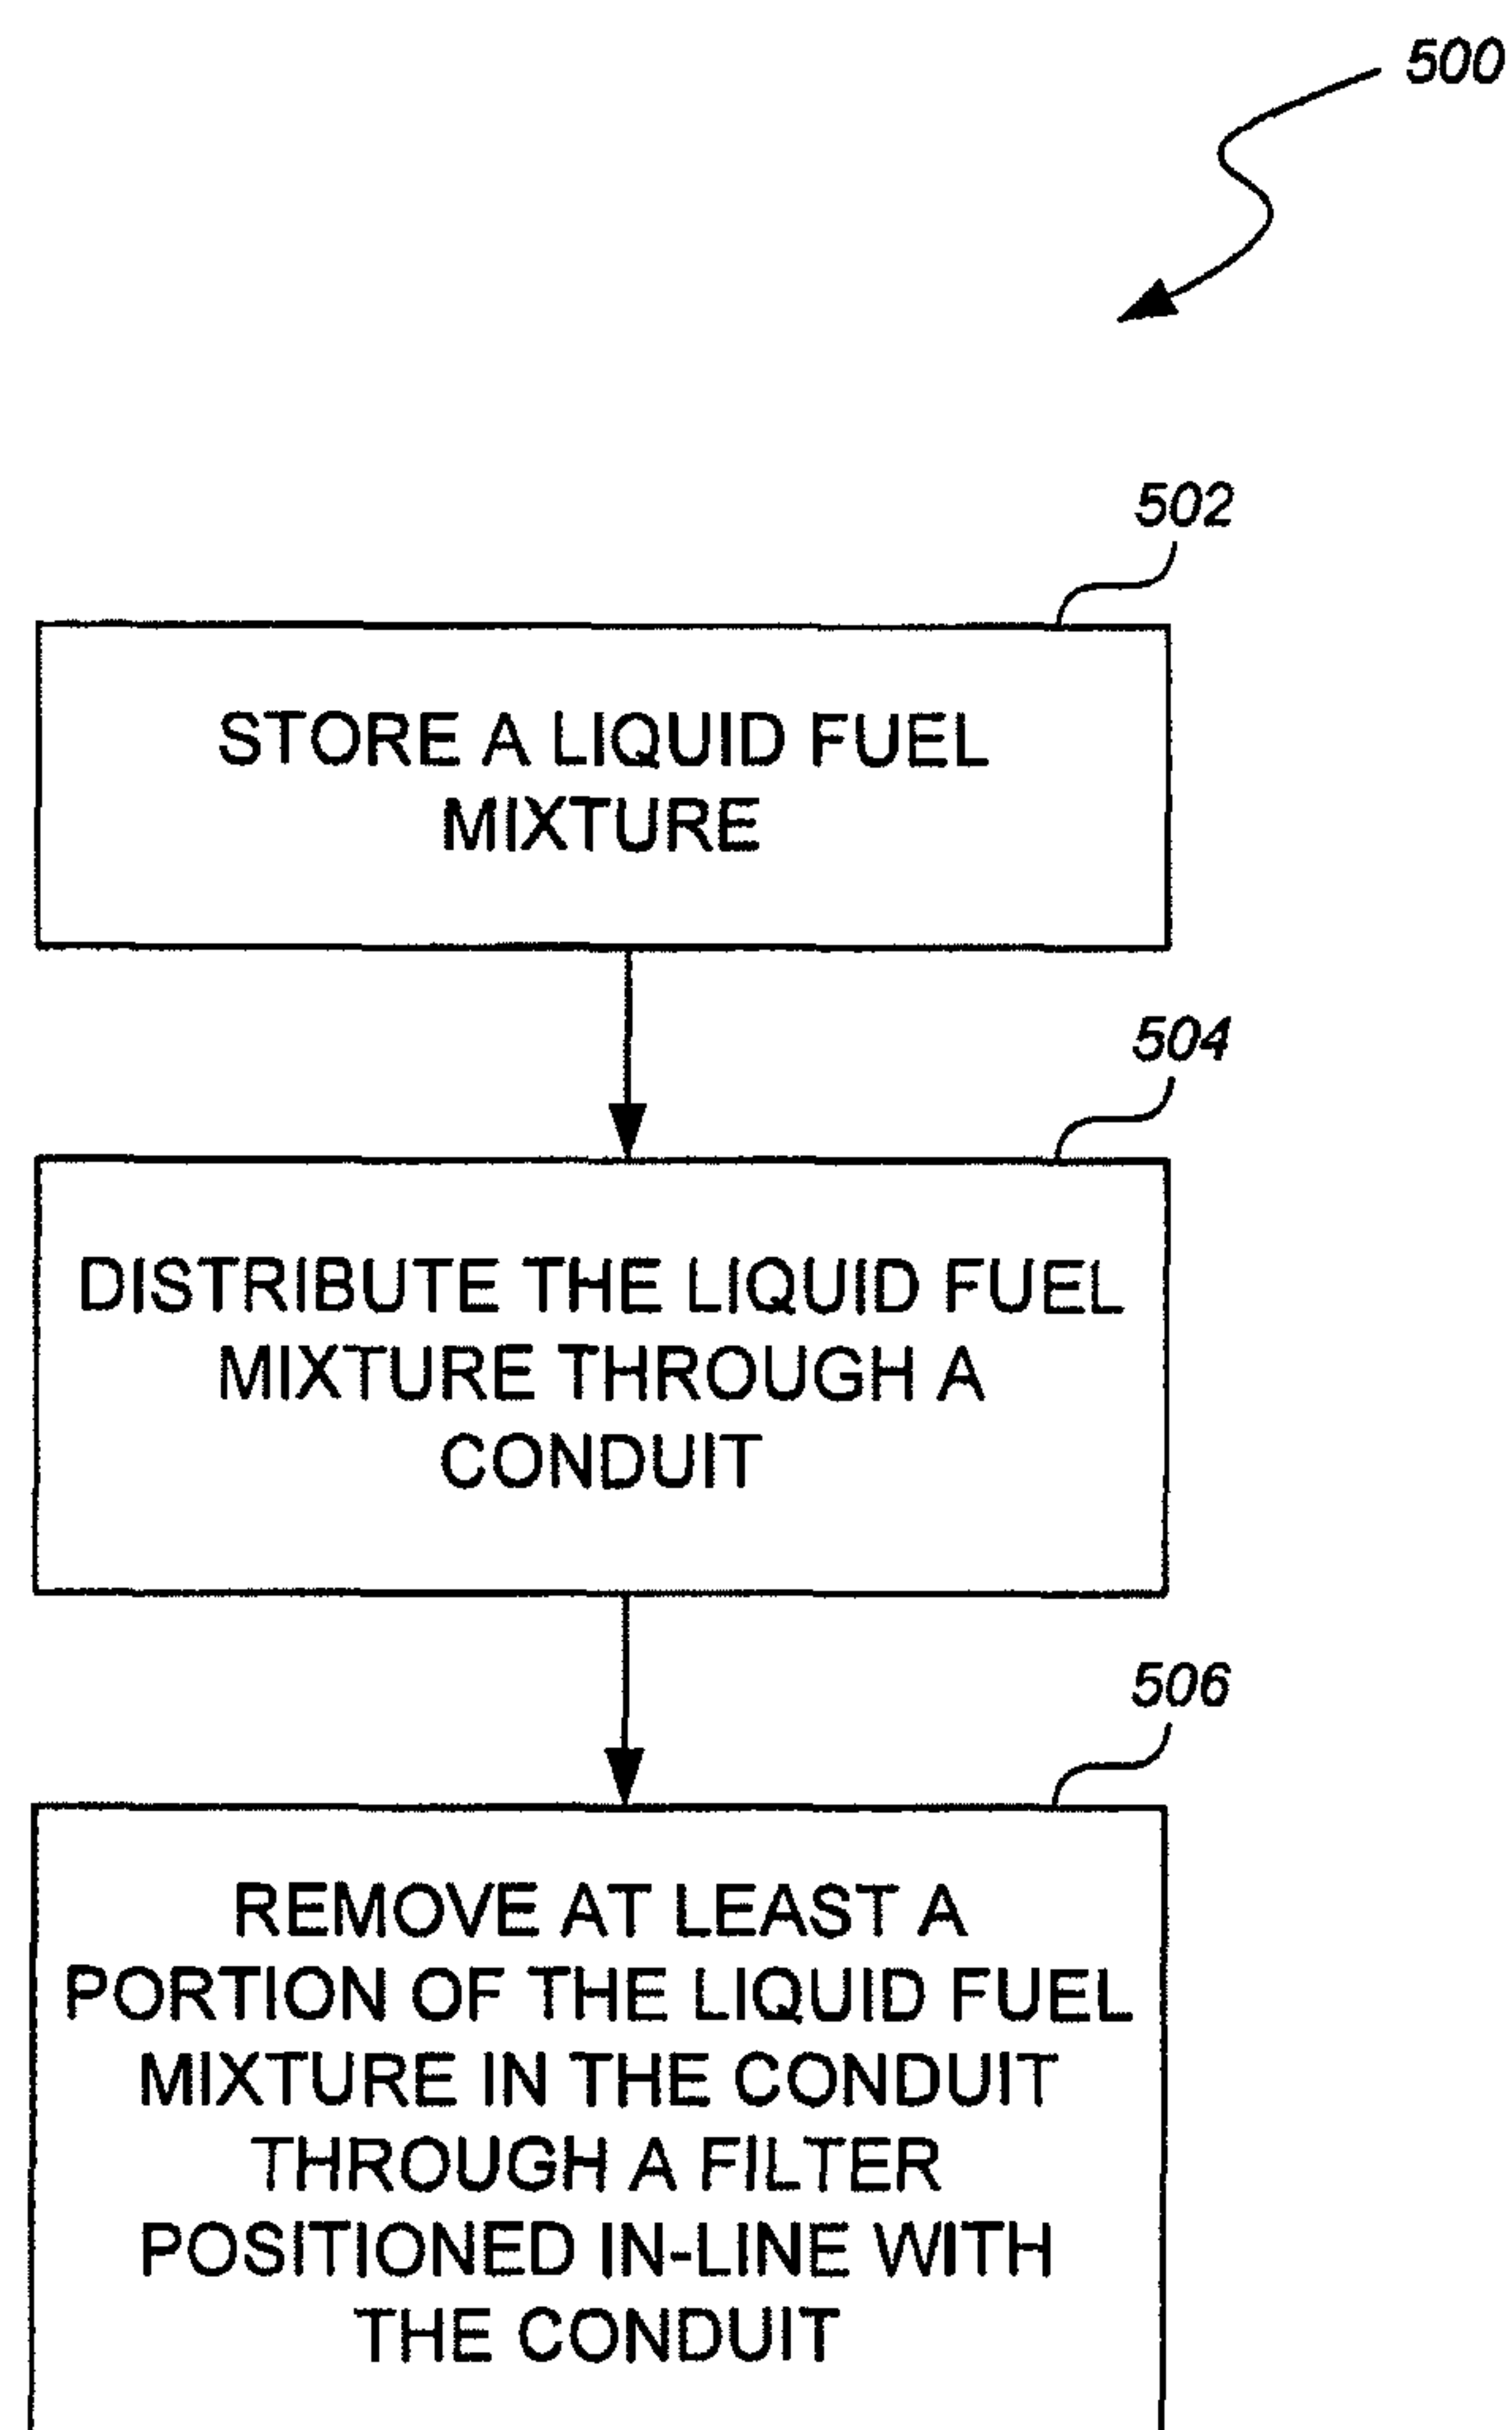 500
502
STORE A LIQUID FUEL
MIXTURE
504
DISTRIBUTE THE LIQUID FUEL
MIXTURE THROUGH A
CONDUIT
506
REMOVE AT LEAST A
PORTION OF THE LIQUID FUEL
MIXTURE IN THE CONDUIT
THROUGH A FILTER
POSITIONED IN-LINE WITH
THE CONDUIT